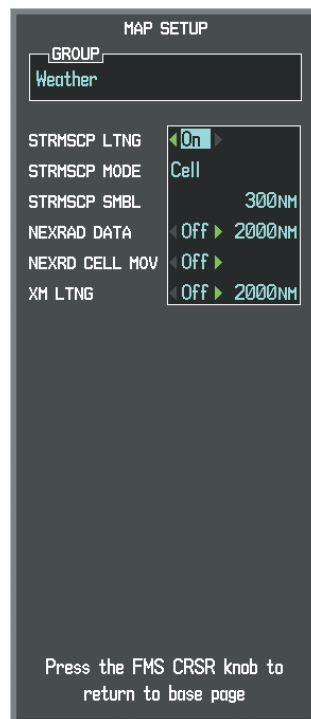 MAP SETUP
GROUP
Weather
STRMSCP LTNG On
STRMSCP MODE Cell
STRMSCP SMBL 300NM
NEXRAD DATA Off 2000NM
NEXRD CELL MOV Off
XM LTNG Off 2000NM
Press the FMS CRSR knob to
return to base page